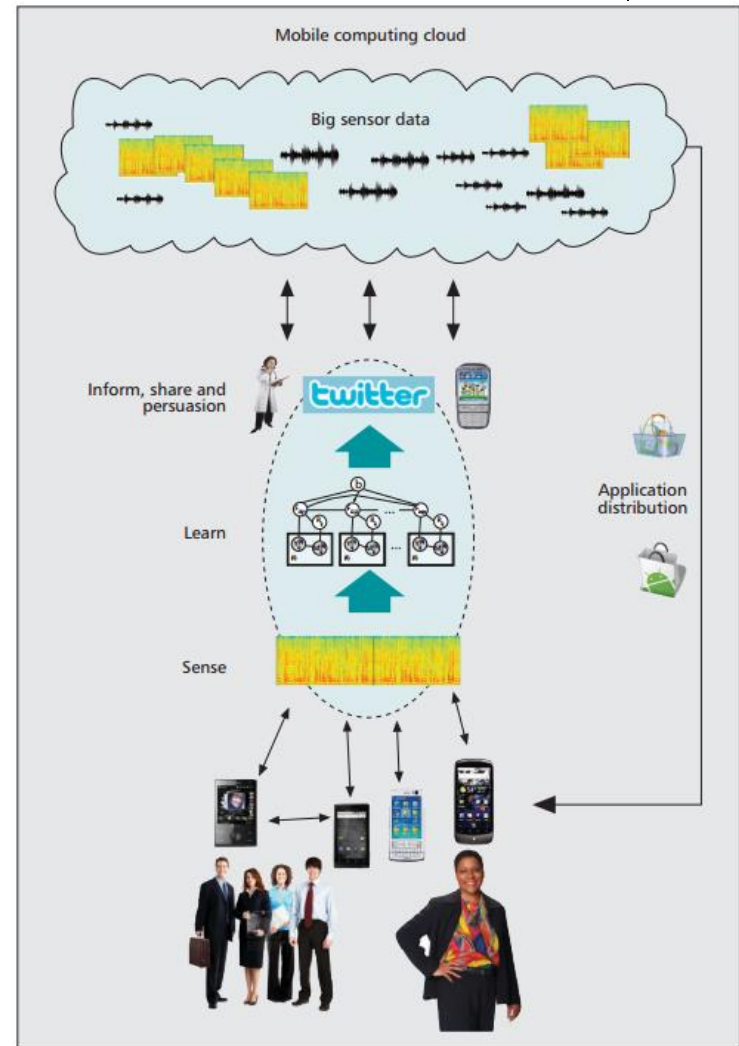 Mobile computing cloud
Big sensor data
Inform, share and
persuasion
twitter
Learn
b
...
...
Sense
Application
distribution